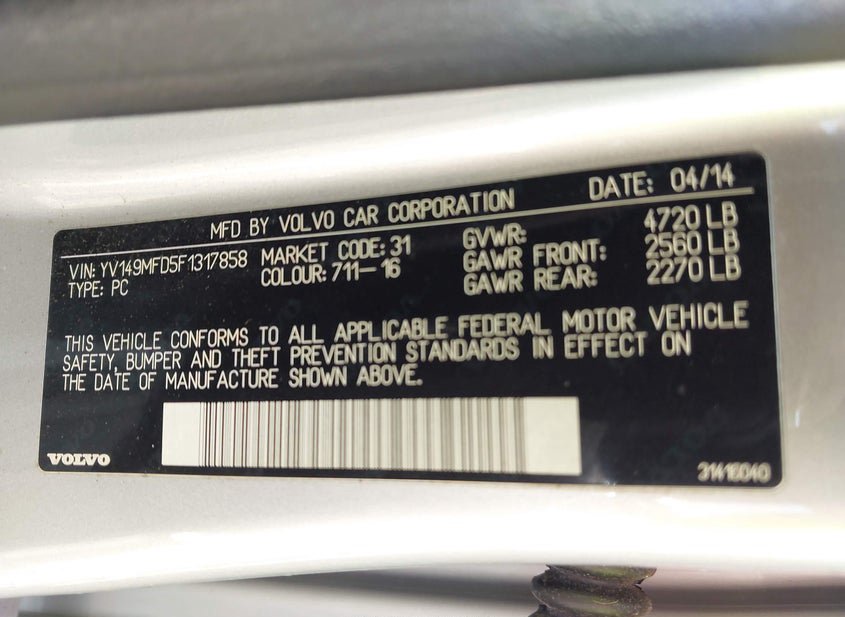 MFD BY VOLVO CAR CORPORATION DATE: 04/14
VIN: YV149MFD5F1317858 MARKET CODE: 31 GVWR: 4720 LB
TYPE: PC COLOUR: 711-16 GAWR FRONT: 2560 LB
GAWR REAR: 2270 LB
THIS VEHICLE CONFORMS TO ALL APPLICABLE FEDERAL MOTOR VEHICLE
SAFETY, BUMPER AND THEFT PREVENTION STANDARDS IN EFFECT ON
THE DATE OF MANUFACTURE SHOWN ABOVE.
VOLVO 31416040